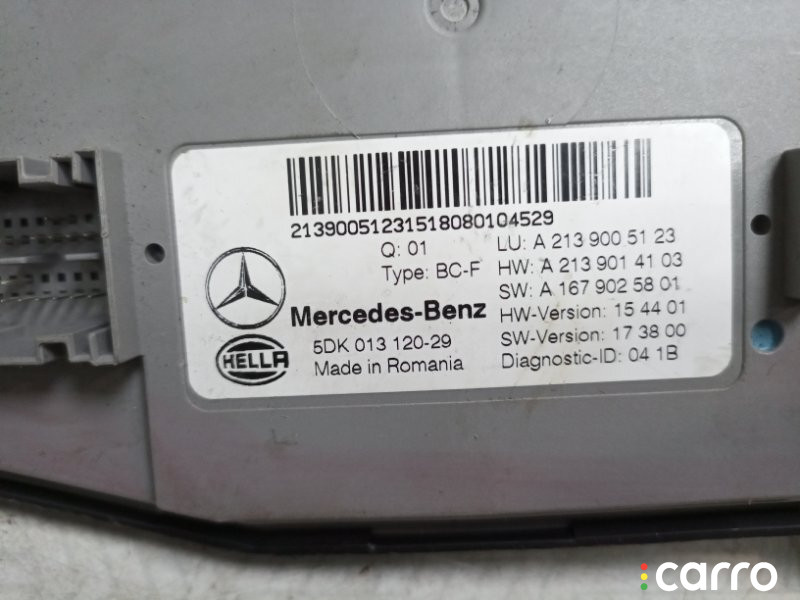 21390051231518080104529
Q: 01
LU: A 213 900 51 23
Type: BC-F
HW: A 213 901 41 03
SW: A 167 902 58 01
Mercedes-Benz
HW-Version: 15 44 01
HELLA
5DK 013 120-29
SW-Version: 17 38 00
Made in Romania
Diagnostic-ID: 04 1B
carro